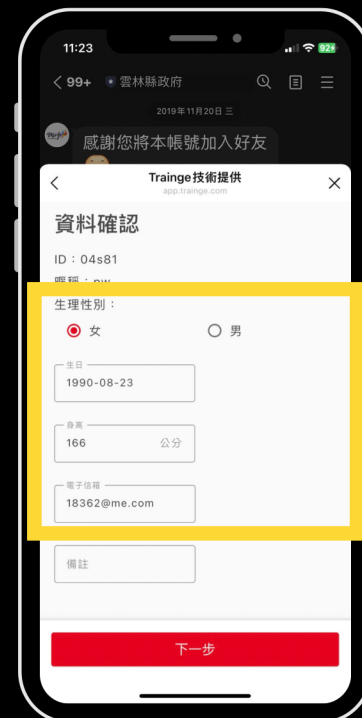 11:23
92
99+ 雲林縣政府
2019年11月20日 三
感謝您將本帳號加入好友
Trainge技術提供
app.trainge.com
資料確認
ID：04s81
生理性別：
女 男
生日
1990-08-23
身高
166 公分
電子信箱
18362@me.com
備註
下一步